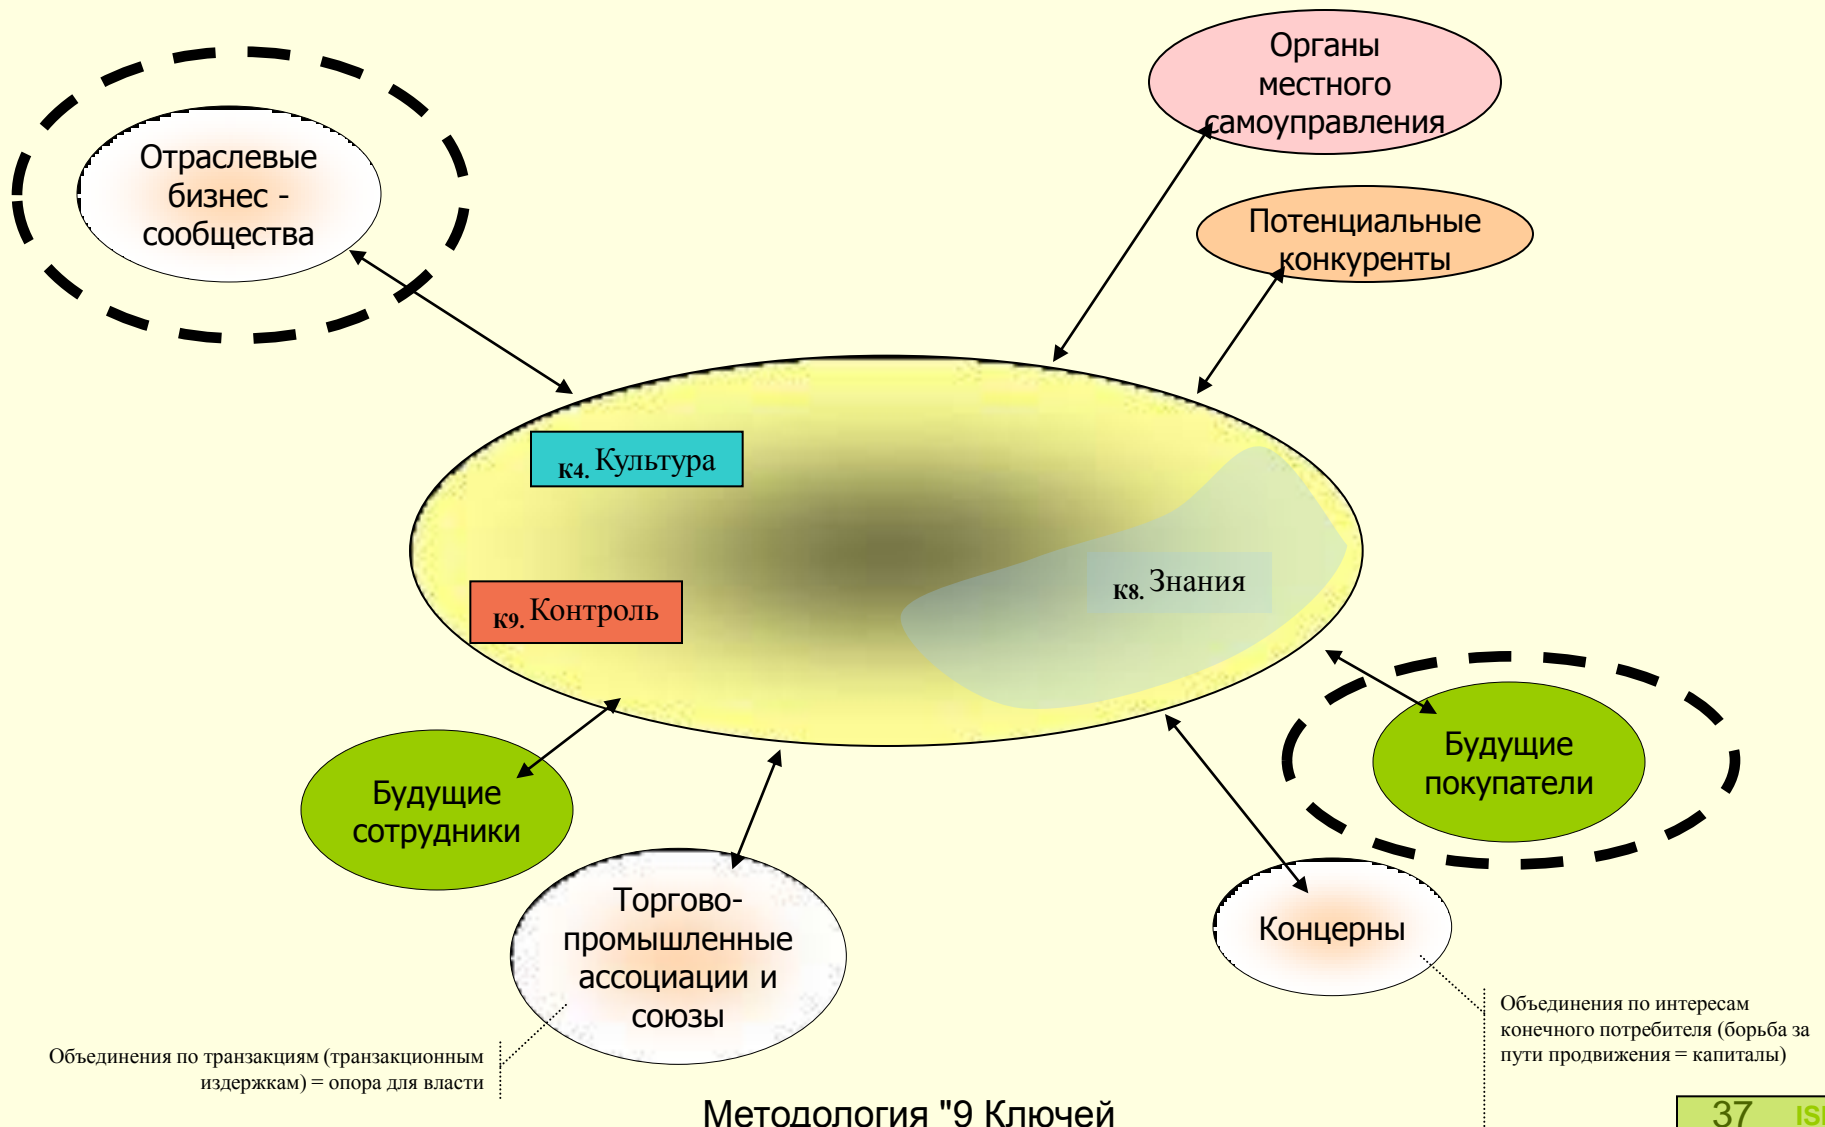 Органы
местного
самоуправления
Отраслевые
бизнес -
сообщества
Потенциальные
конкуренты
К4. Культура
К8. Знания
К9. Контроль
Будущие
покупатели
Будущие
сотрудники
Торгово-
промышленные
ассоциации и
союзы
Концерны
Объединения по интересам
конечного потребителя (борьба за
пути продвижения = капиталы)
Объединения по транзакциям (транзакционным
издержкам) = опора для власти
Методология "9 Ключей
37